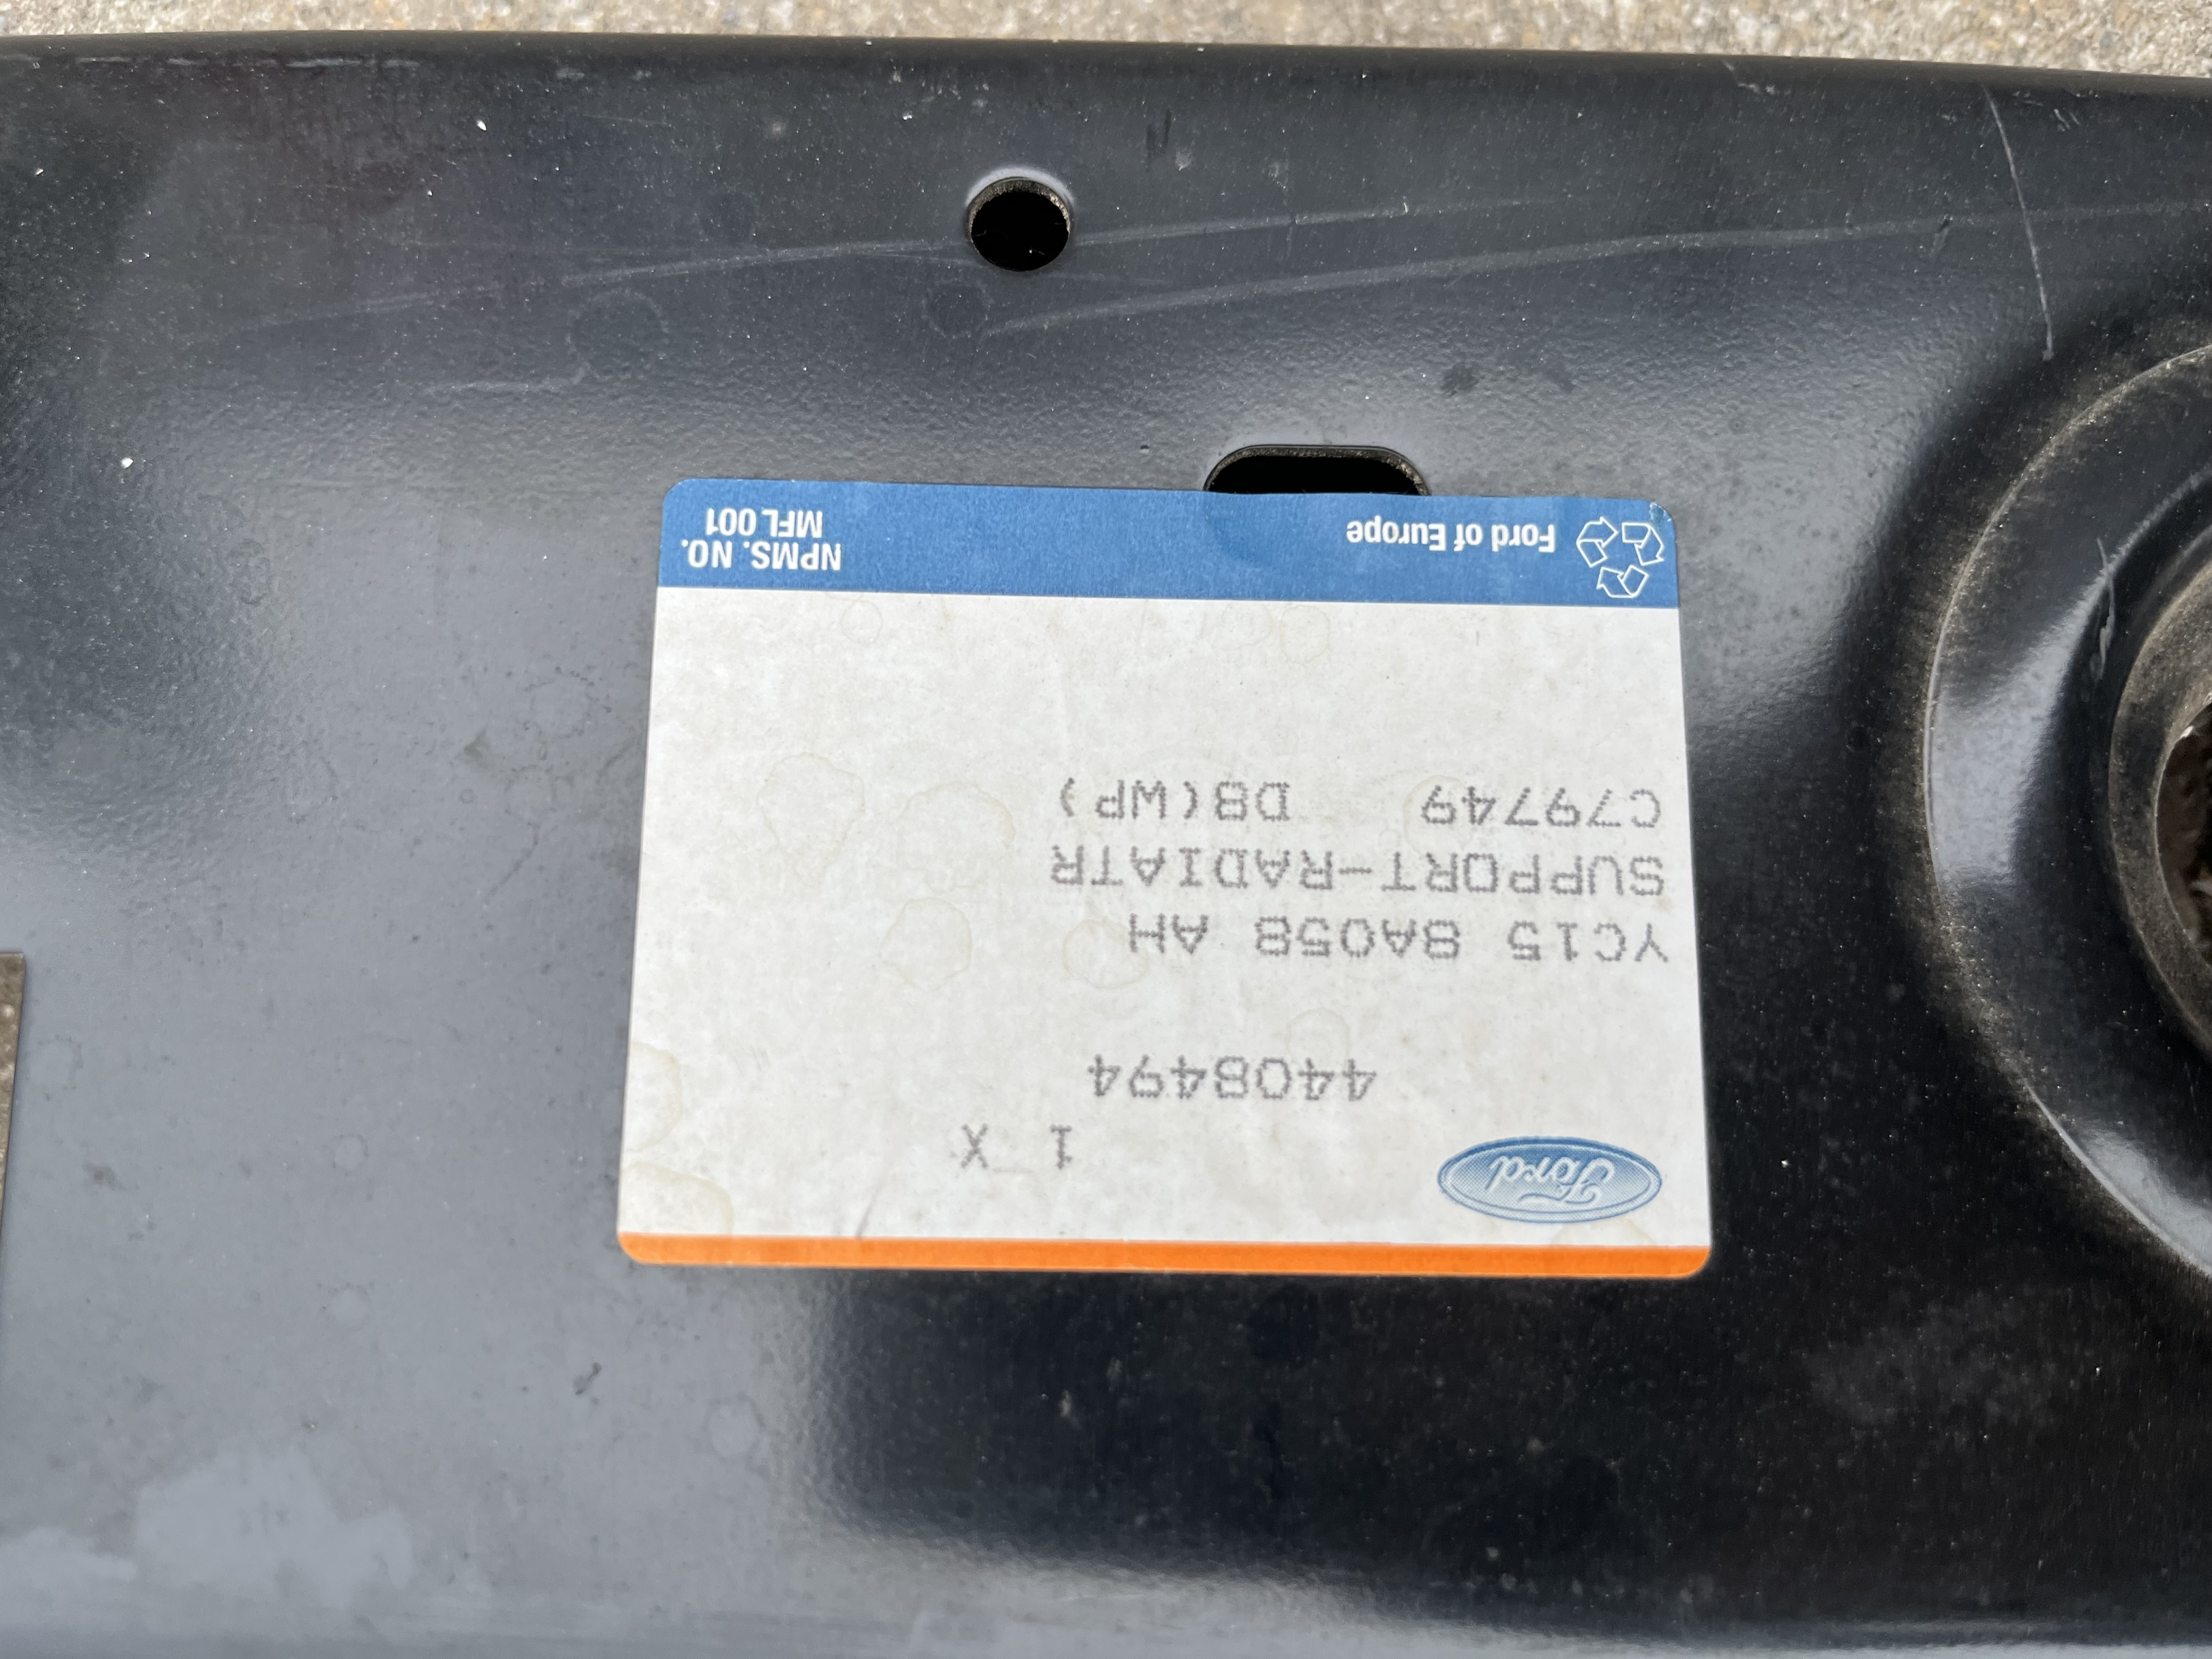 Ford
1 X
4408494
YC15 8A058 AH
SUPPORT-RADIATR
C79749 DB(WP)
Ford of Europe
NPMS. NO.
MFL 001